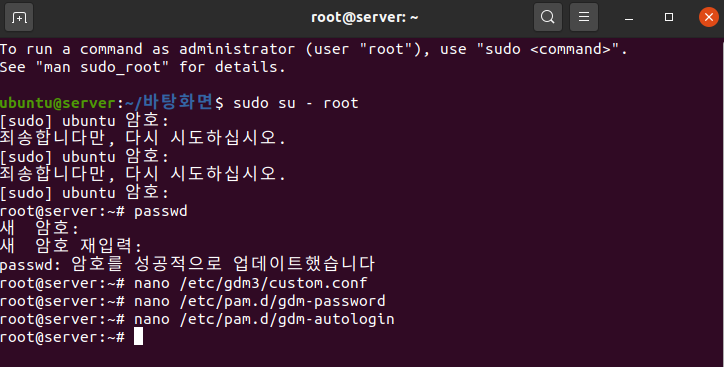 root@server: ~
To run a command as administrator (user "root"), use "sudo <command>".
See "man sudo_root" for details.
ubuntu@server:~/바탕화면$ sudo su - root
[sudo] ubuntu 암호:
죄송합니다만, 다시 시도하십시오.
[sudo] ubuntu 암호:
죄송합니다만, 다시 시도하십시오.
[sudo] ubuntu 암호:
root@server:~# passwd
새  암호:
새  암호 재입력:
passwd: 암호를 성공적으로 업데이트했습니다
root@server:~# nano /etc/gdm3/custom.conf
root@server:~# nano /etc/pam.d/gdm-password
root@server:~# nano /etc/pam.d/gdm-autologin
root@server:~#